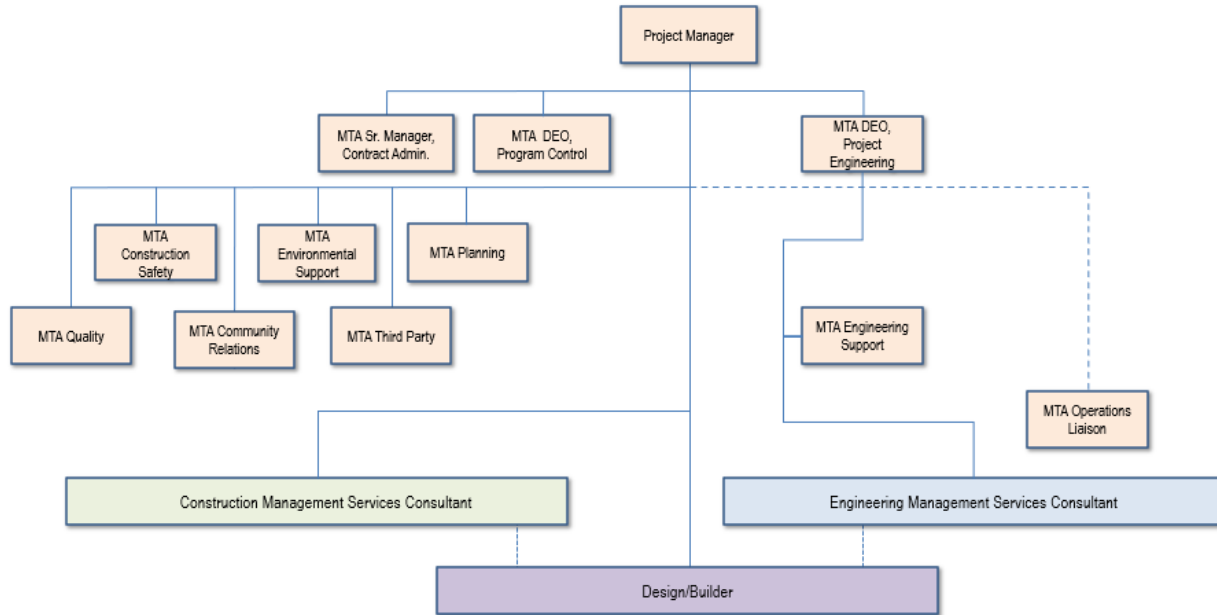 Project Manager
MTA Sr. Manager,
Contract Admin.
MTA DEO,
Program Control
MTA DEO,
Project
Engineering
MTA
Construction
Safety
MTA
Environmental
Support
MTA Planning
MTA Quality
MTA Community
Relations
MTA Third Party
MTA Engineering
Support
MTA Operations
Liaison
Construction Management Services Consultant
Engineering Management Services Consultant
Design/Builder